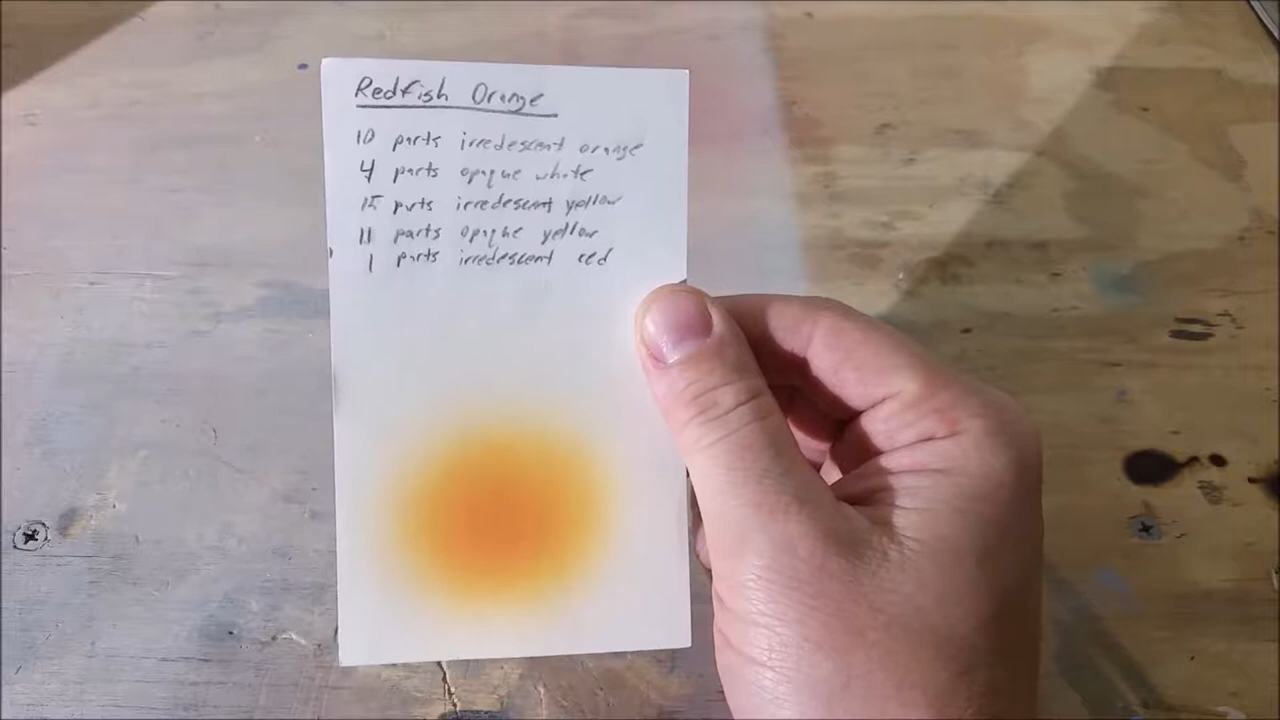 Redfish Orange
10 parts irredescent orange
4 parts opaque white
15 parts irredescent yellow
11 parts opaque yellow
1 parts irredescent red